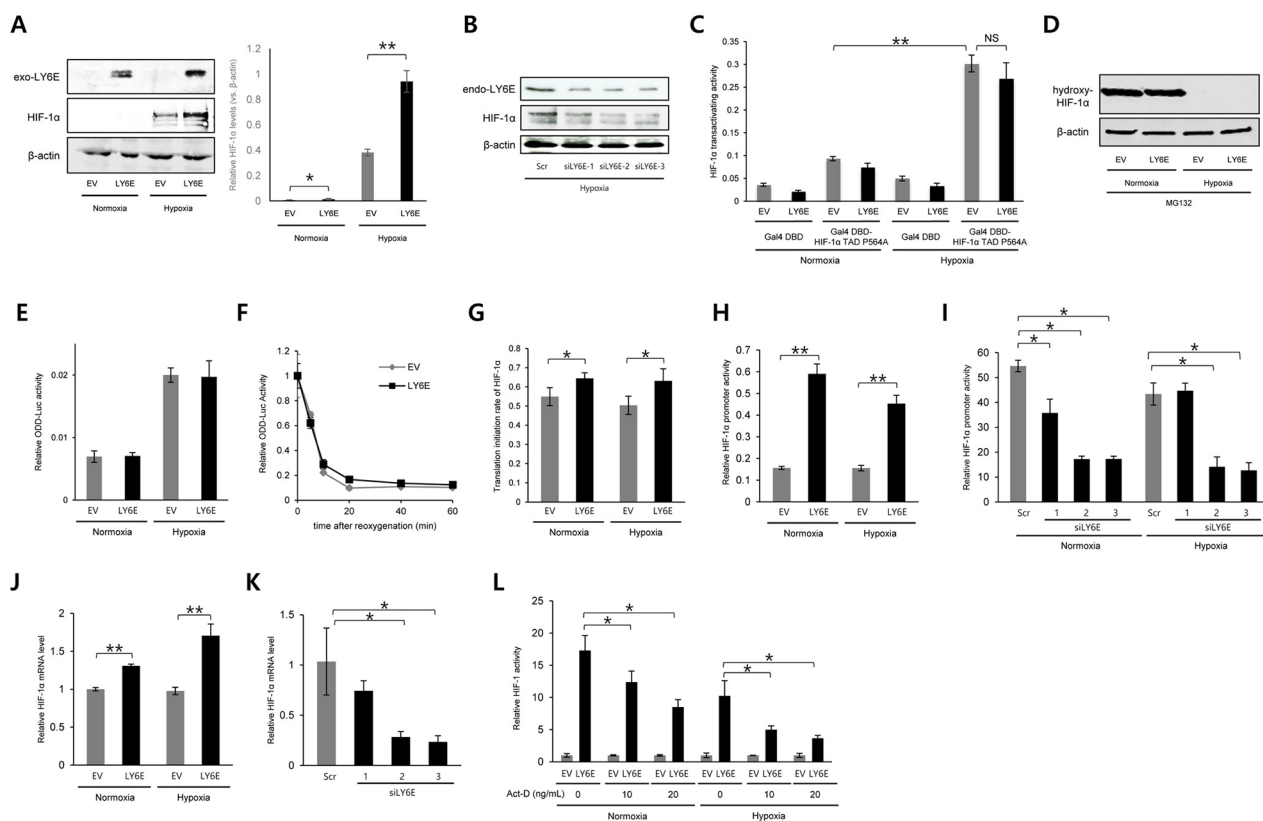 A
exo-LY6E
HIF-1α
β-actin
EV LY6E EV LY6E
Normoxia Hypoxia
Relative HIF-1α levels (vs. β-actin)
1.2
1
0.8
0.6
0.4
0.2
0
*
**
EV LY6E EV LY6E
Normoxia Hypoxia
B
endo-LY6E
HIF-1α
β-actin
Scr siLY6E-1 siLY6E-2 siLY6E-3
Hypoxia
C
HIF-1α transactivating activity
0.35
0.3
0.25
0.2
0.15
0.1
0.05
0
**
NS
EV LY6E EV LY6E EV LY6E EV LY6E
Gal4 DBD Gal4 DBD- Gal4 DBD Gal4 DBD-
HIF-1α TAD P564A HIF-1α TAD P564A
Normoxia Hypoxia
D
hydroxy-
HIF-1α
β-actin
EV LY6E EV LY6E
Normoxia Hypoxia
MG132
E
Relative ODD-Luc activity
0.02
0.01
0
EV LY6E EV LY6E
Normoxia Hypoxia
F
Relative ODD-Luc Activity
1.2
1
0.8
0.6
0.4
0.2
0
EV
LY6E
0 20 40 60
time after reoxygenation (min)
G
Translation initiation rate of HIF-1α
0.8
0.7
0.6
0.5
0.4
0.3
0.2
0.1
0
*
*
EV LY6E EV LY6E
Normoxia Hypoxia
H
Relative HIF-1α promoter activity
0.7
0.6
0.5
0.4
0.3
0.2
0.1
0
**
**
EV LY6E EV LY6E
Normoxia Hypoxia
I
Relative HIF-1α promoter activity
60
50
40
30
20
10
0
*
*
*
*
*
Scr 1 2 3 Scr 1 2 3
siLY6E siLY6E
Normoxia Hypoxia
J
Relative HIF-1α mRNA level
2
1.5
1
0.5
0
**
**
EV LY6E EV LY6E
Normoxia Hypoxia
K
Relative HIF-1α mRNA level
1.5
1
0.5
0
*
*
Scr 1 2 3
siLY6E
L
Relative HIF-1 activity
25
20
15
10
5
0
*
*
*
*
EV LY6E EV LY6E EV LY6E EV LY6E EV LY6E EV LY6E
Act-D (ng/mL) 0 10 20 0 10 20
Normoxia Hypoxia